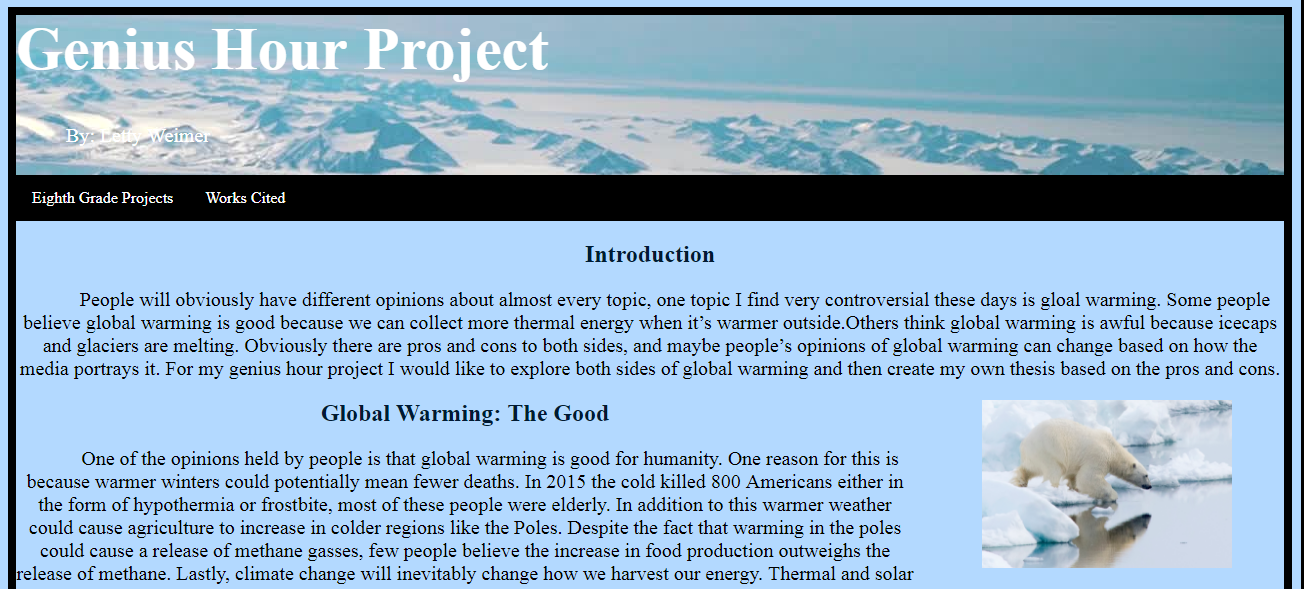 Genius Hour Project
By: Letty Weimer
Eighth Grade Projects Works Cited
Introduction
People will obviously have different opinions about almost every topic, one topic I find very controversial these days is gloal warming. Some people
believe global warming is good because we can collect more thermal energy when it’s warmer outside.Others think global warming is awful because icecaps
and glaciers are melting. Obviously there are pros and cons to both sides, and maybe people’s opinions of global warming can change based on how the
media portrays it. For my genius hour project I would like to explore both sides of global warming and then create my own thesis based on the pros and cons.
Global Warming: The Good
One of the opinions held by people is that global warming is good for humanity. One reason for this is
because warmer winters could potentially mean fewer deaths. In 2015 the cold killed 800 Americans either in
the form of hypothermia or frostbite, most of these people were elderly. In addition to this warmer weather
could cause agriculture to increase in colder regions like the Poles. Despite the fact that warming in the poles
could cause a release of methane gasses, few people believe the increase in food production outweighs the
release of methane. Lastly, climate change will inevitably change how we harvest our energy. Thermal and solar